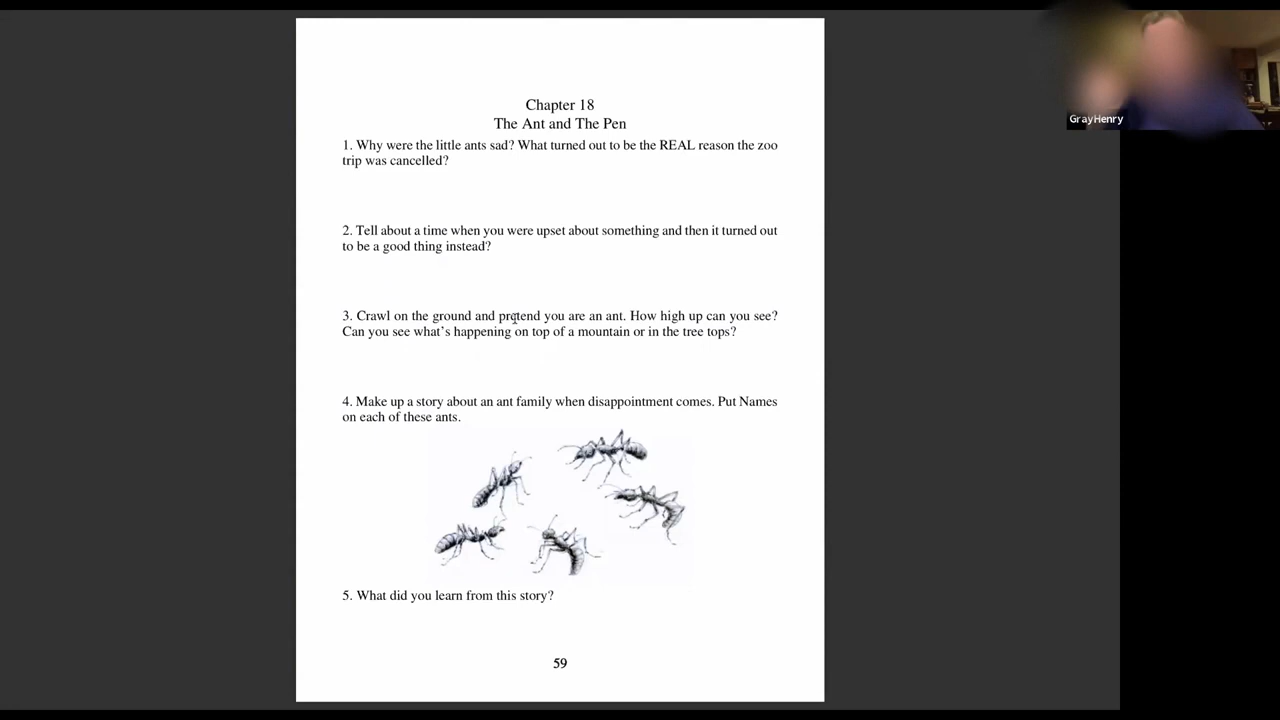 Chapter 18
The Ant and The Pen
1. Why were the little ants sad? What turned out to be the REAL reason the zoo
trip was cancelled?
2. Tell about a time when you were upset about something and then it turned out
to be a good thing instead?
3. Crawl on the ground and pretend you are an ant. How high up can you see?
Can you see what's happening on top of a mountain or in the tree tops?
4. Make up a story about an ant family when disappointment comes. Put Names
on each of these ants.
5. What did you learn from this story?
59
GrayHenry